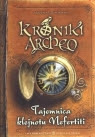 Kroniki
Archeo
Tajemnica
klejnotu Nefertiti